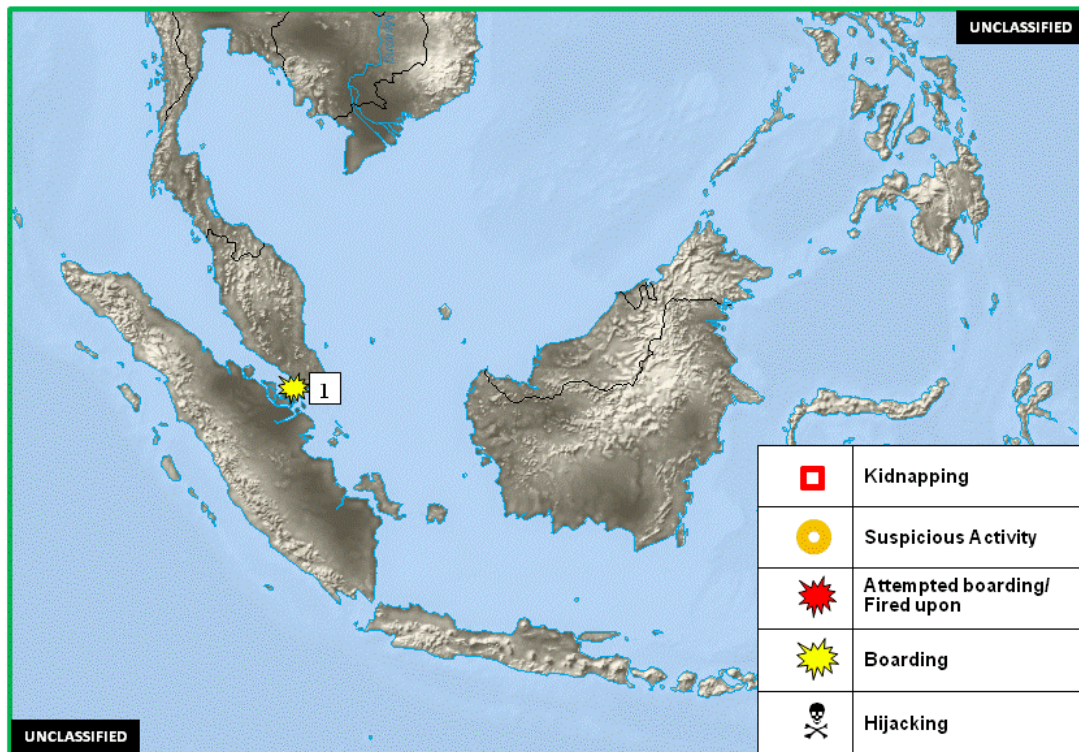 UNCLASSIFIED
1
Kidnapping
Suspicious Activity
Attempted boarding/
Fired upon
Boarding
Hijacking
UNCLASSIFIED